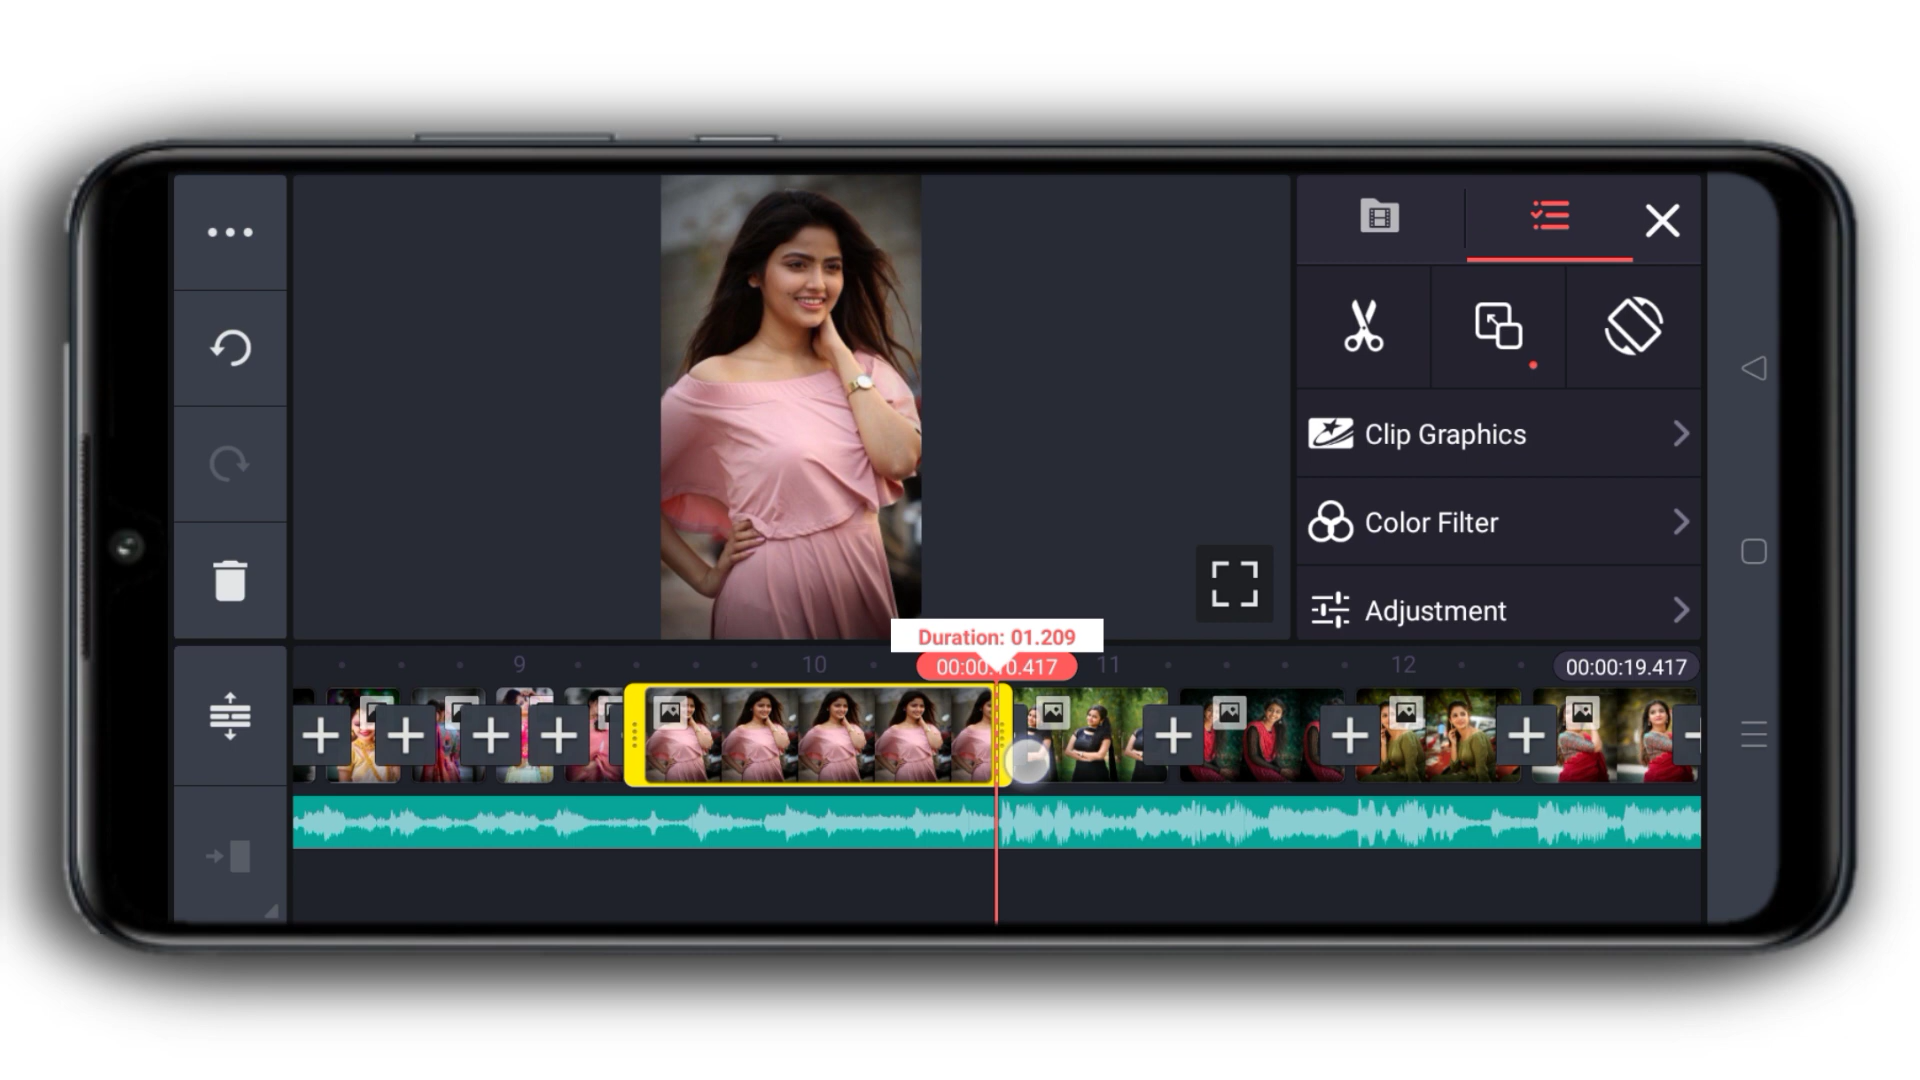 Clip Graphics
Color Filter
Adjustment
Duration: 01.209
9
10
00:00:10.417
11
12
00:00:19.417